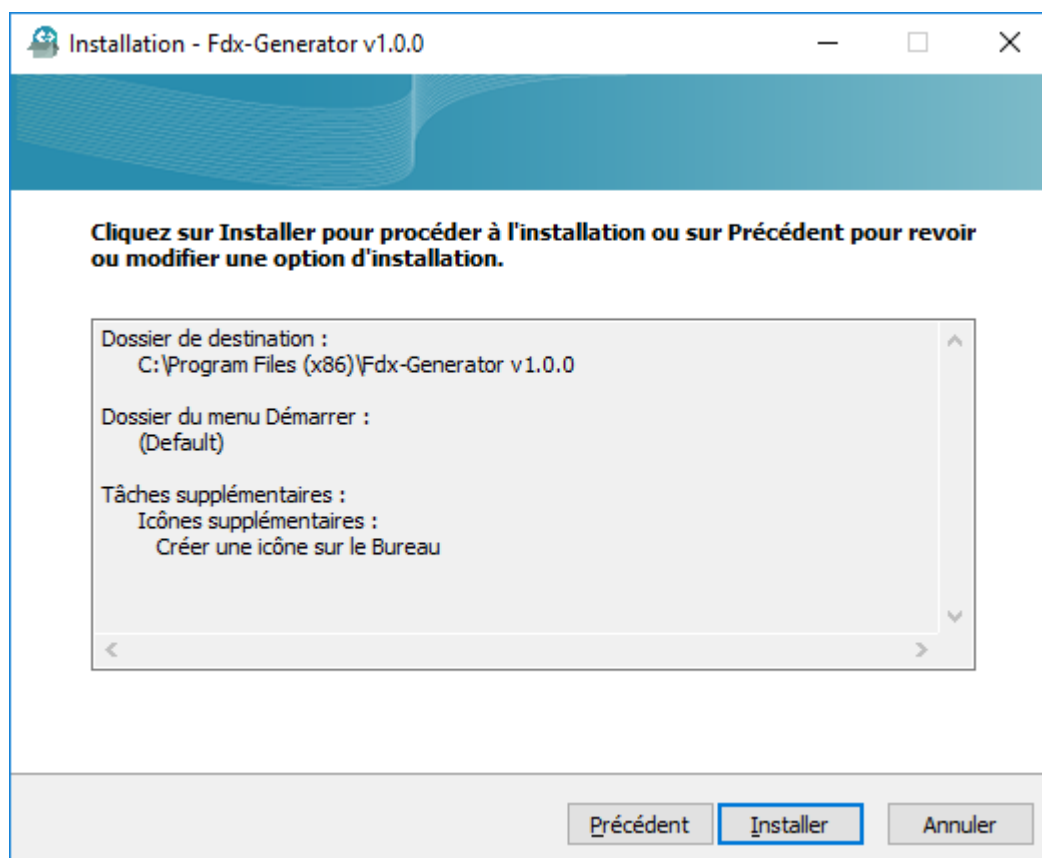 Installation - Fdx-Generator v1.0.0
Cliquez sur Installer pour procéder à l'installation ou sur Précédent pour revoir
ou modifier une option d'installation.
Dossier de destination :
C:\Program Files (x86)\Fdx-Generator v1.0.0
Dossier du menu Démarrer :
(Default)
Tâches supplémentaires :
Icônes supplémentaires :
Créer une icône sur le Bureau
Précédent
Installer
Annuler